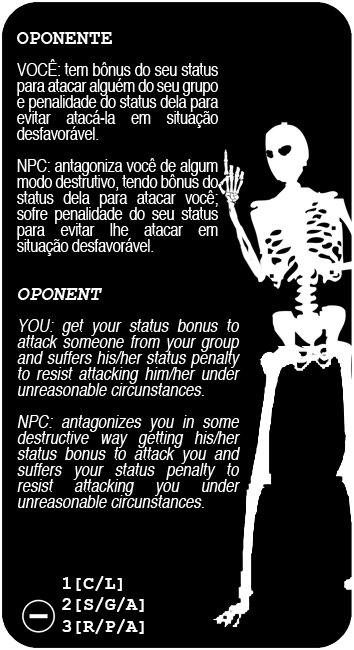 OPONENTE
VOCÊ: tem bônus do seu status
para atacar alguém do seu grupo
e penalidade do status dela para
evitar atacá-la em situação
desfavorável.
NPC: antagoniza você de algum
modo destrutivo, tendo bônus do
status dela para atacar você;
sofre penalidade do seu status
para evitar lhe atacar em
situação desfavorável.
OPONENT
YOU: get your status bonus to
attack someone from your group
and suffers his/her status penalty
to resist attacking him/her under
unreasonable circunstances.
NPC: antagonizes you in some
destructive way getting his/her
status bonus to attack you and
suffers your status penalty to
resist attacking you under
unreasonable circunstances.
1[C/L]
2[S/G/A]
3[R/P/A]